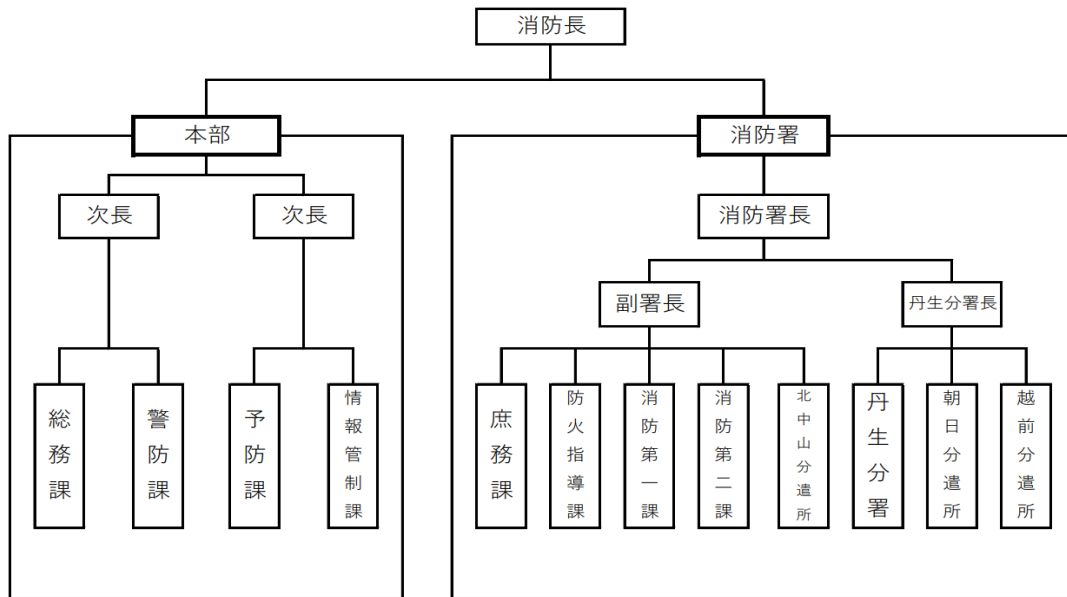 消防長
本部
消防署
次長
次長
消防署長
副署長
丹生分署長
総務課
警防課
予防課
情報管制課
庶務課
防火指導課
消防第一課
消防第二課
北中山分遣所
丹生分署
朝日分遣所
越前分遣所